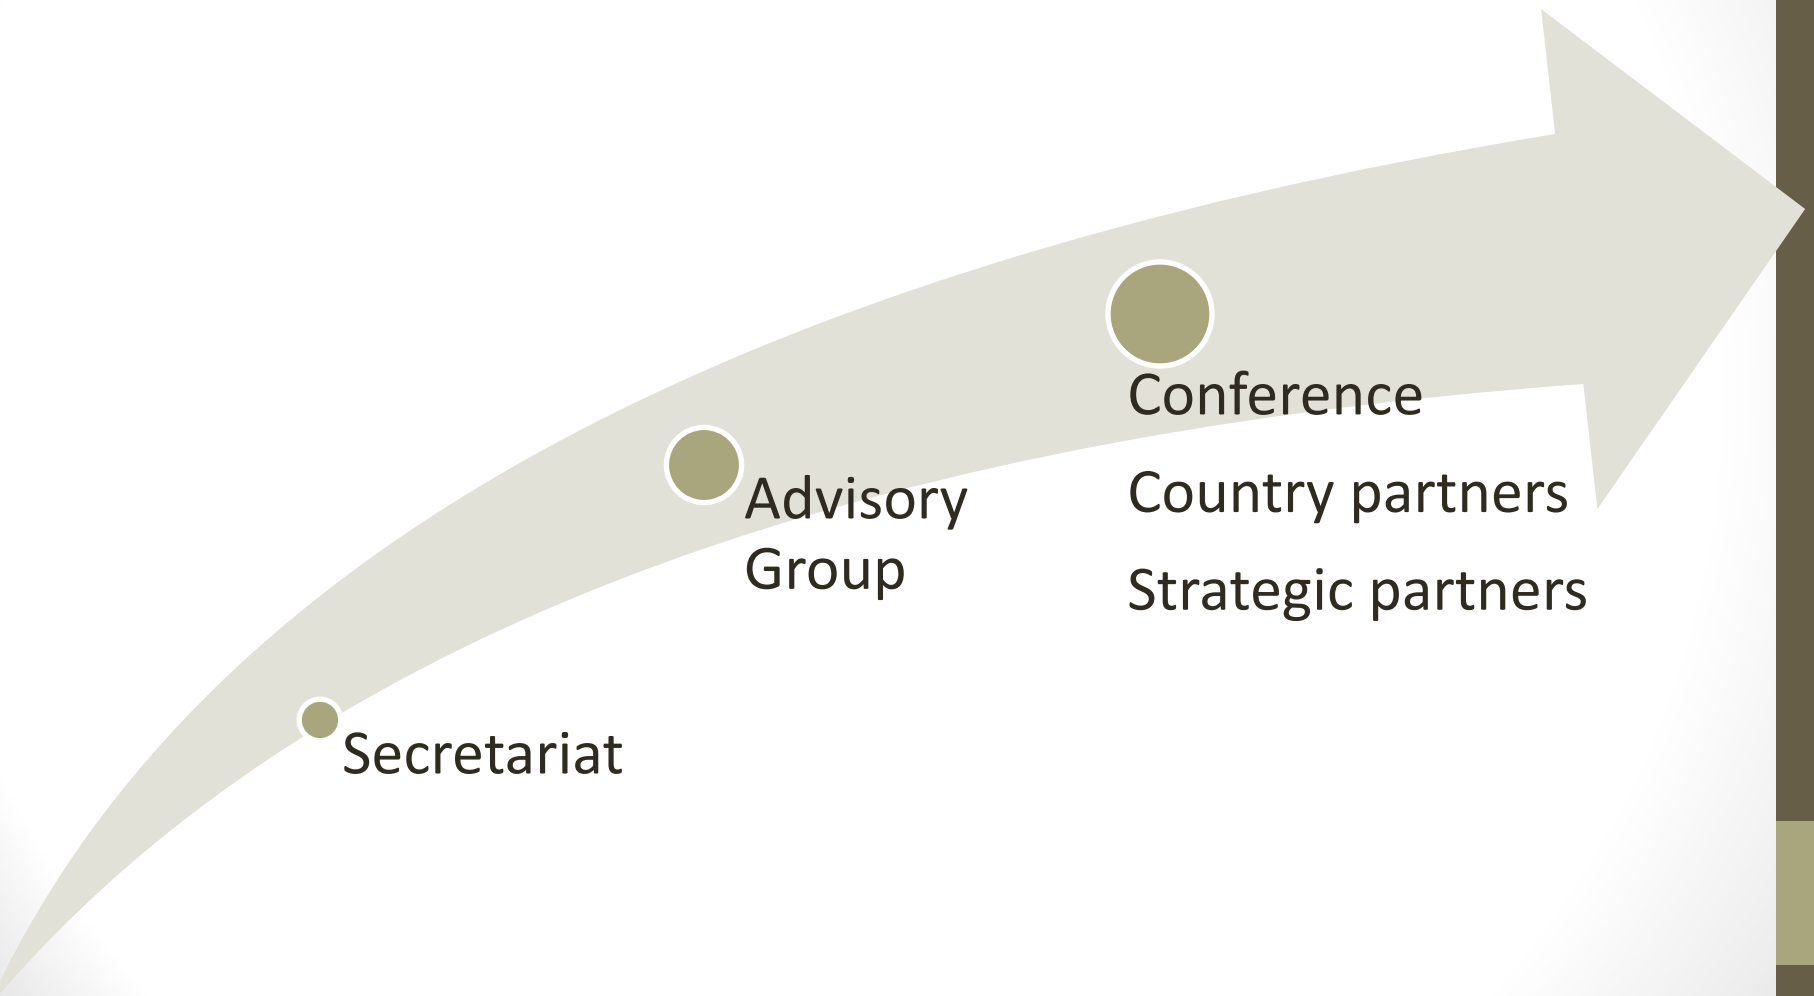 Conference
Advisory
Group
Country partners
Strategic partners
Secretariat